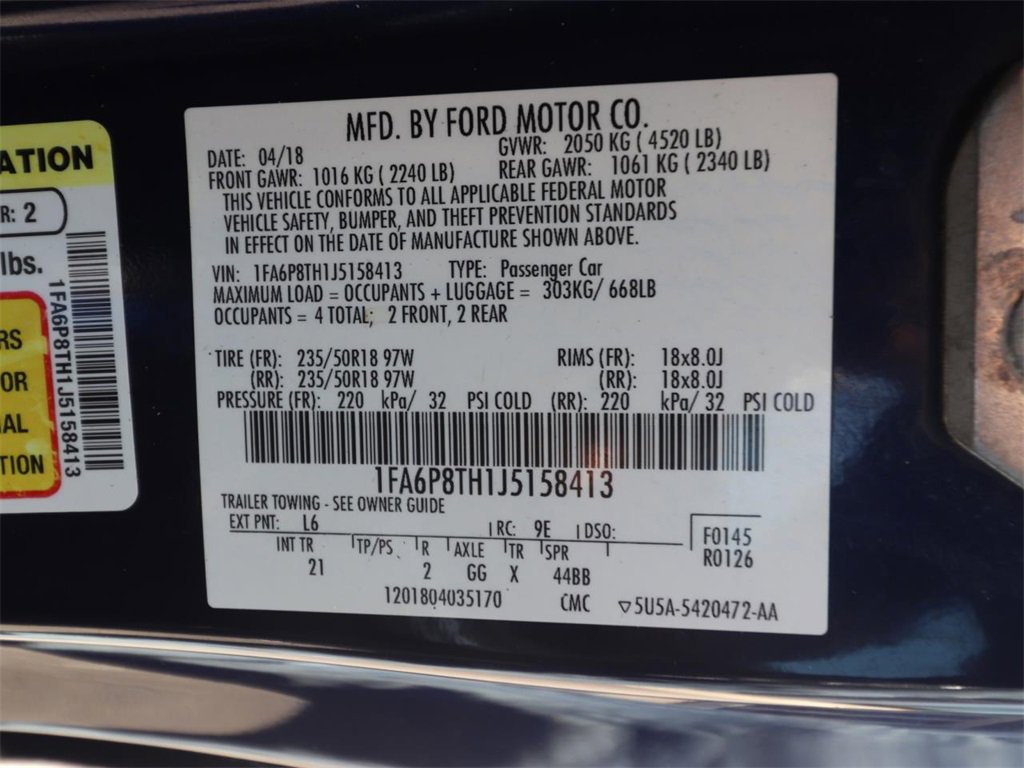 ATION
R: 2
lbs.
RS
OR
AL
TION
1FA6P8TH1J5158413
MFD. BY FORD MOTOR CO.
DATE: 04/18 GVWR: 2050 KG ( 4520 LB)
FRONT GAWR: 1016 KG ( 2240 LB) REAR GAWR: 1061 KG ( 2340 LB)
THIS VEHICLE CONFORMS TO ALL APPLICABLE FEDERAL MOTOR
VEHICLE SAFETY, BUMPER, AND THEFT PREVENTION STANDARDS
IN EFFECT ON THE DATE OF MANUFACTURE SHOWN ABOVE.
VIN: 1FA6P8TH1J5158413 TYPE: Passenger Car
MAXIMUM LOAD = OCCUPANTS + LUGGAGE = 303KG/ 668LB
OCCUPANTS = 4 TOTAL; 2 FRONT, 2 REAR
TIRE (FR): 235/50R18 97W RIMS (FR): 18x8.0J
(RR): 235/50R18 97W (RR): 18x8.0J
PRESSURE (FR): 220 kPa/ 32 PSI COLD (RR): 220 kPa/ 32 PSI COLD
1FA6P8TH1J5158413
TRAILER TOWING - SEE OWNER GUIDE
EXT PNT: L6 RC: 9E DSO: F0145
INT TR TP/PS R AXLE TR SPR R0126
21 2 GG X 44BB
1201804035170 CMC ▽5U5A-5420472-AA